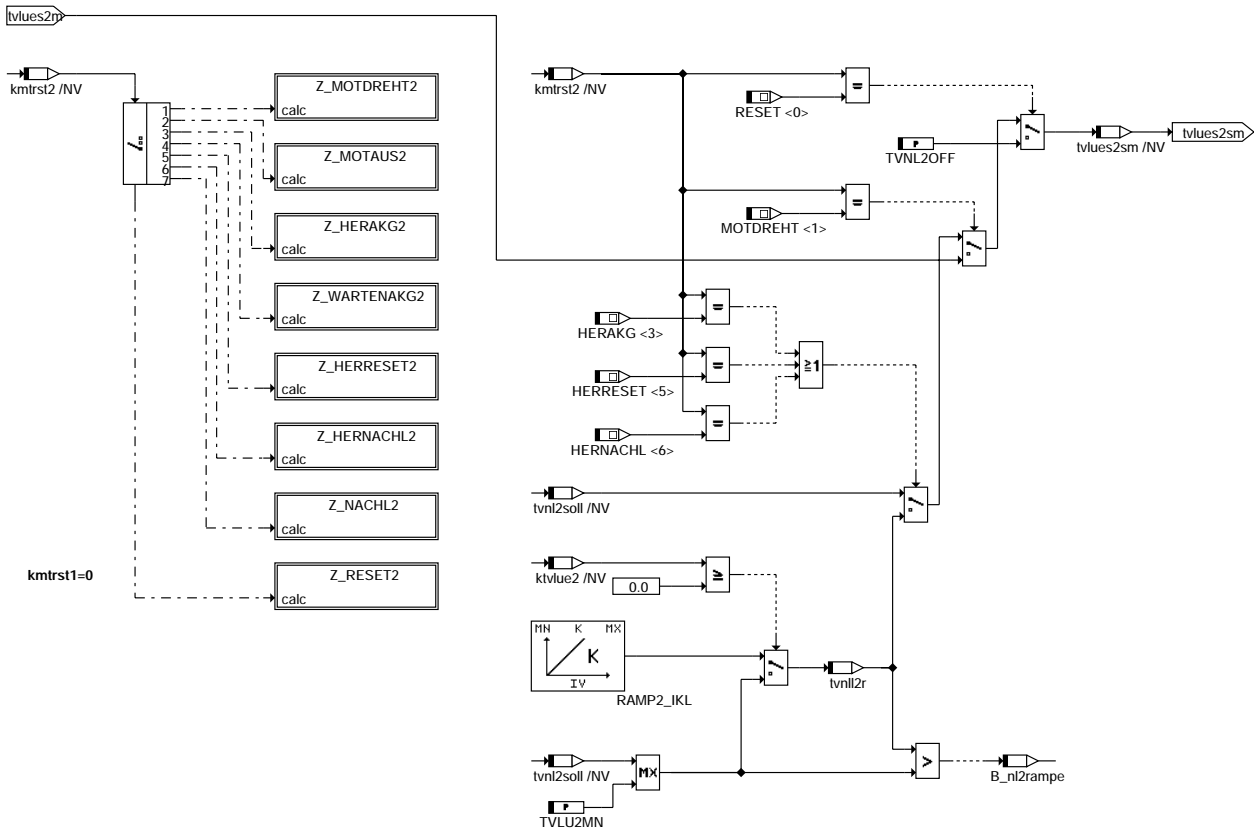 tvlues2m
kmtrst2 /NV
1
2
3
4
5
6
7
Z_MOTDREHT2
calc
Z_MOTAUS2
calc
Z_HERAKG2
calc
Z_WARTENAKG2
calc
Z_HERRESET2
calc
Z_HERNACHL2
calc
Z_NACHL2
calc
Z_RESET2
calc
kmtrst1=0
kmtrst2 /NV
=
RESET <0>
P
TVNL2OFF
tvlues2sm /NV
tvlues2sm
=
MOTDREHT <1>
=
HERAKG <3>
=
HERRESET <5>
≥1
=
HERNACHL <6>
tvnl2soll /NV
ktvlue2 /NV
≥
0.0
MN K MX
K
IV
RAMP2_IKL
tvnll2r
tvnl2soll /NV
MX
P
TVLU2MN
>
B_nl2rampe